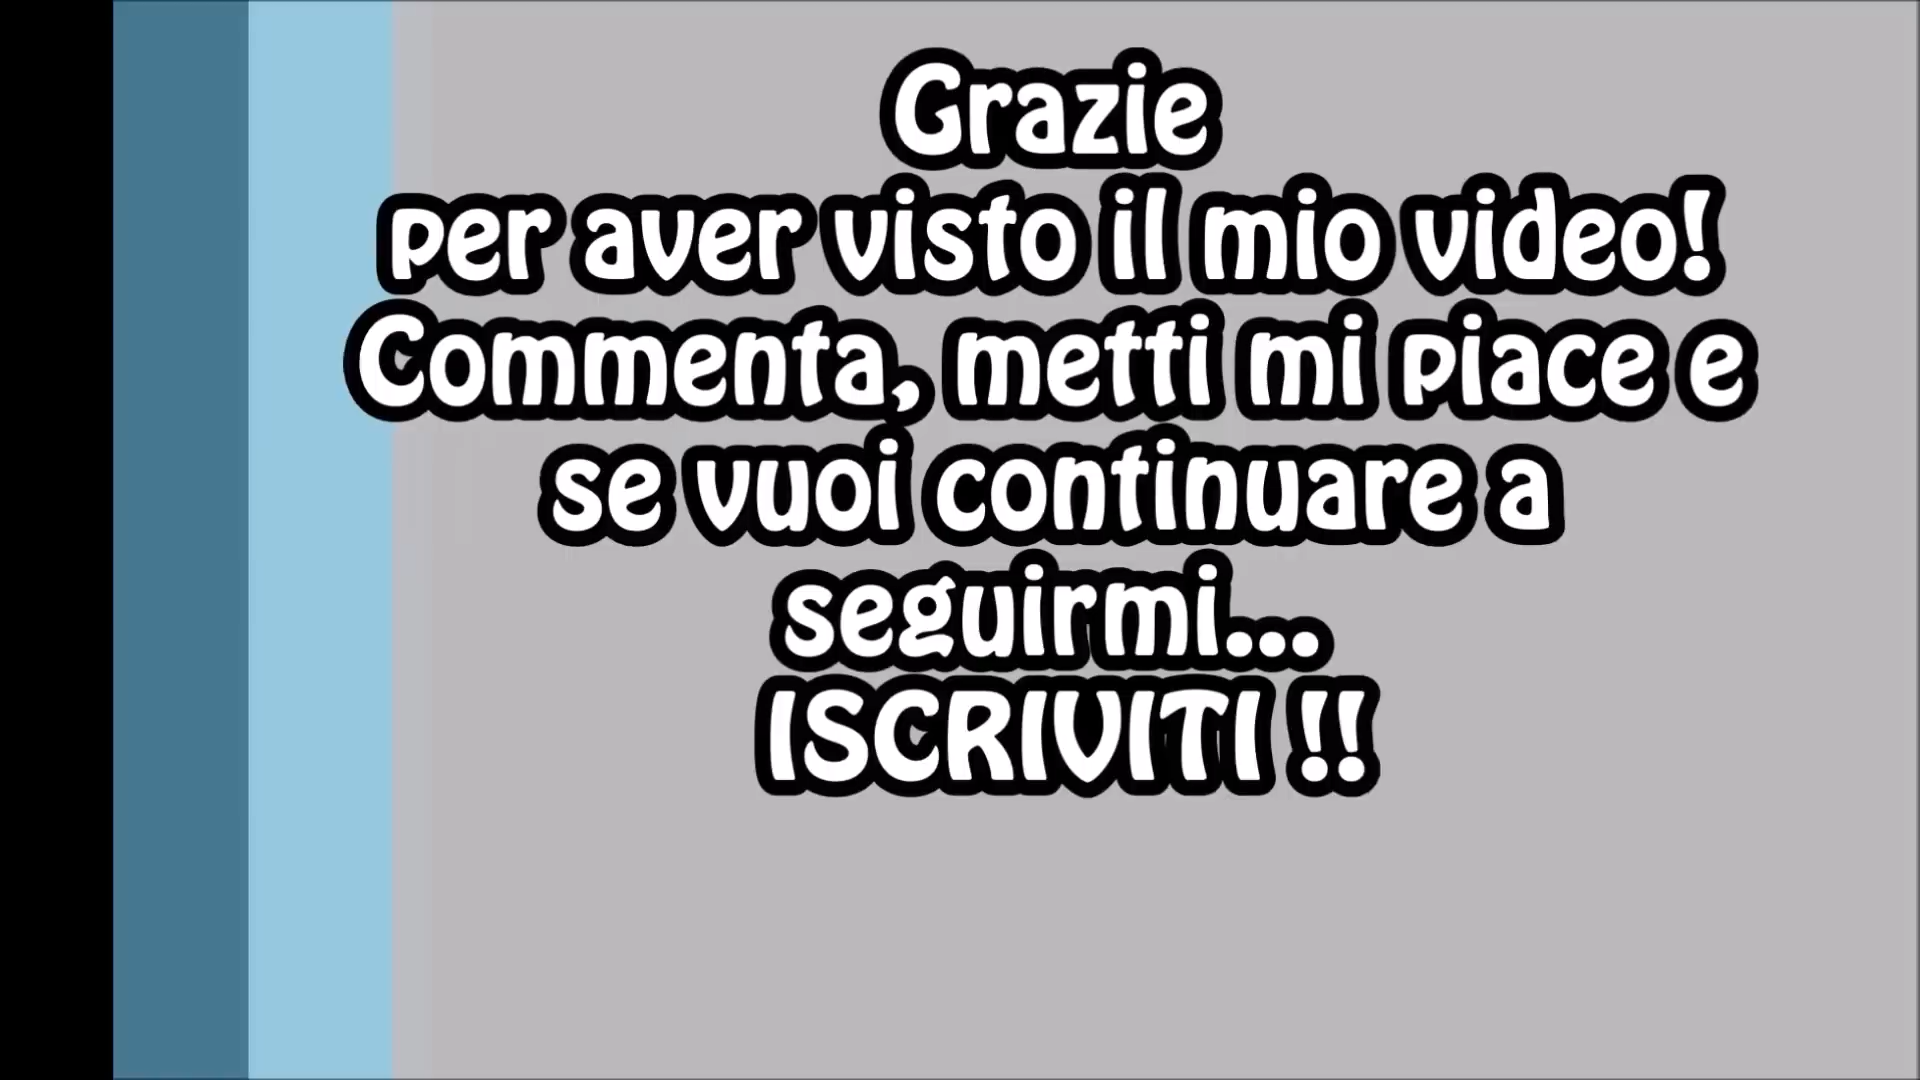 Grazie
per aver visto il mio video!
Commenta, metti mi piace e
se vuoi continuare a
seguirmi...
ISCRIVITI !!